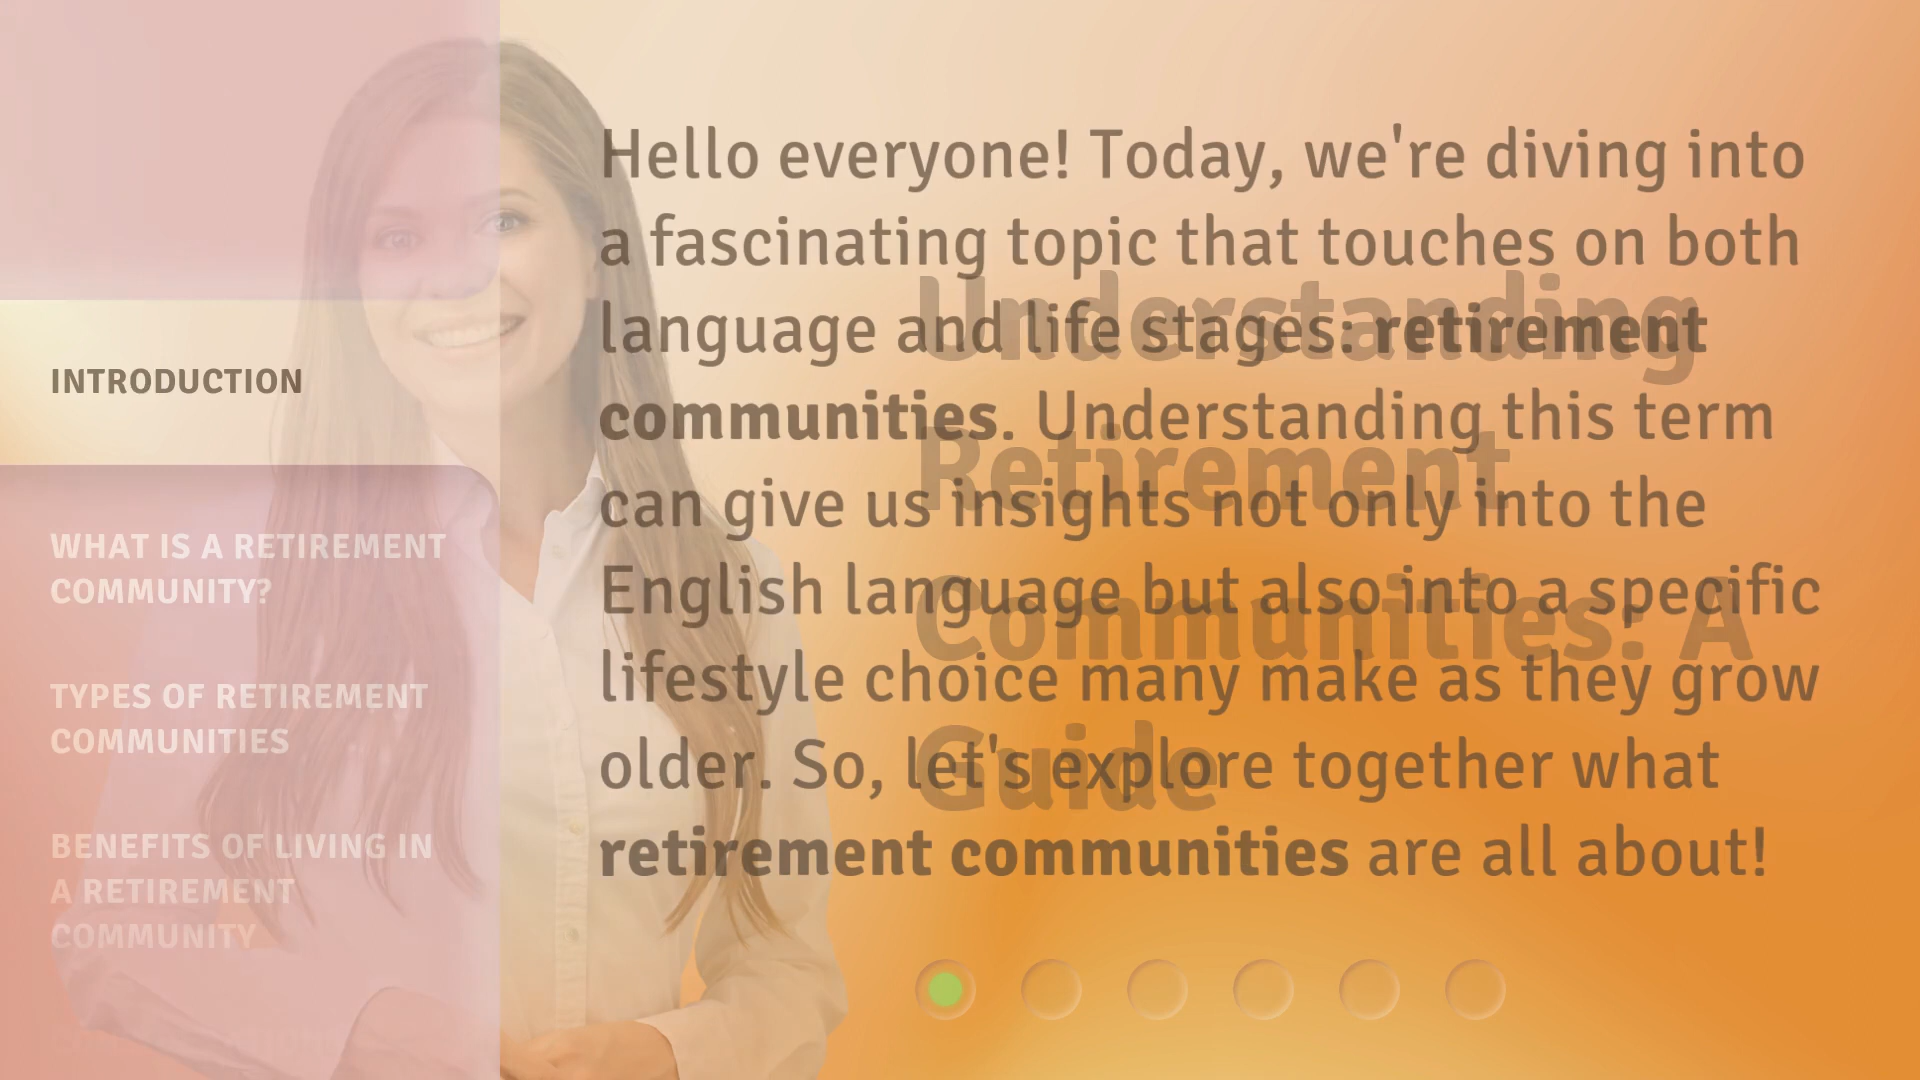 INTRODUCTION
WHAT IS A RETIREMENT
COMMUNITY?
TYPES OF RETIREMENT
COMMUNITIES
BENEFITS OF LIVING IN
A RETIREMENT
COMMUNITY
Hello everyone! Today, we're diving into
a fascinating topic that touches on both
language and life stages: retirement
communities. Understanding this term
can give us insights not only into the
English language but also into a specific
lifestyle choice many make as they grow
older. So, let's explore together what
retirement communities are all about!
Understanding
Retirement
Communities: A
Guide